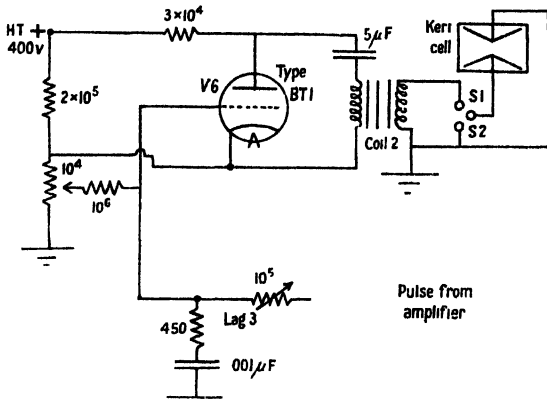 HT +
400v
3×10⁴
5μF
Kerr
cell
V6
Type
BT1
2×10⁵
S1
S2
Coil 2
10⁴
10⁶
10⁵
Lag 3
Pulse from
amplifier
450
001μF